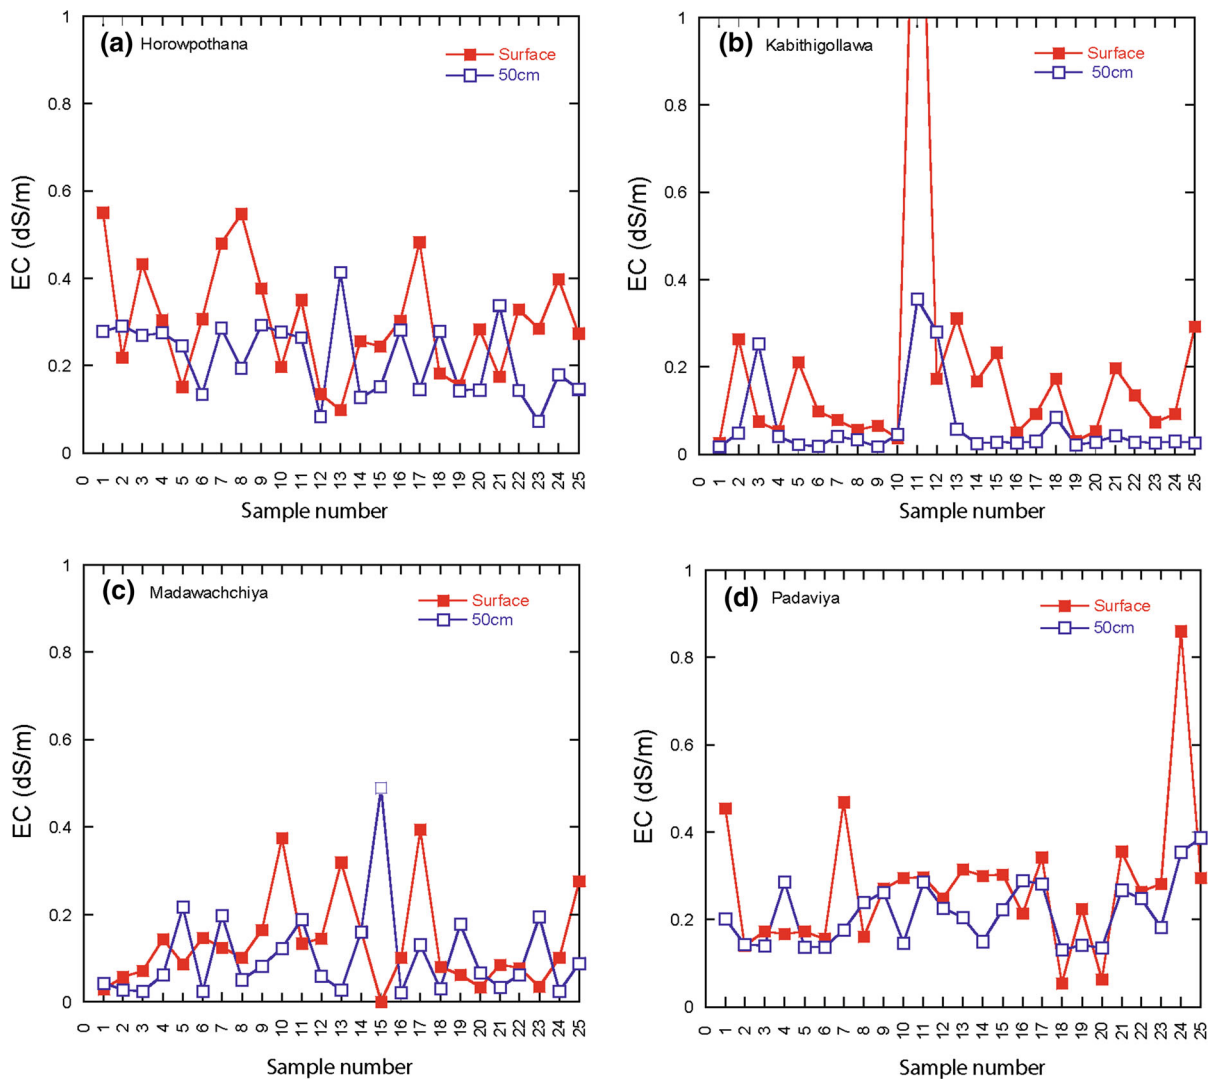 (a) Horowpothana
Surface
50cm
EC (dS/m)
1
0.8
0.6
0.4
0.2
0
0 1 2 3 4 5 6 7 8 9 10 11 12 13 14 15 16 17 18 19 20 21 22 23 24 25
Sample number
(b) Kabithigollawa
Surface
50cm
EC (dS/m)
1
0.8
0.6
0.4
0.2
0
0 1 2 3 4 5 6 7 8 9 10 11 12 13 14 15 16 17 18 19 20 21 22 23 24 25
Sample number
(c) Madawachchiya
Surface
50cm
EC (dS/m)
1
0.8
0.6
0.4
0.2
0
0 1 2 3 4 5 6 7 8 9 10 11 12 13 14 15 16 17 18 19 20 21 22 23 24 25
Sample number
(d) Padaviya
Surface
50cm
EC (dS/m)
1
0.8
0.6
0.4
0.2
0
0 1 2 3 4 5 6 7 8 9 10 11 12 13 14 15 16 17 18 19 20 21 22 23 24 25
Sample number